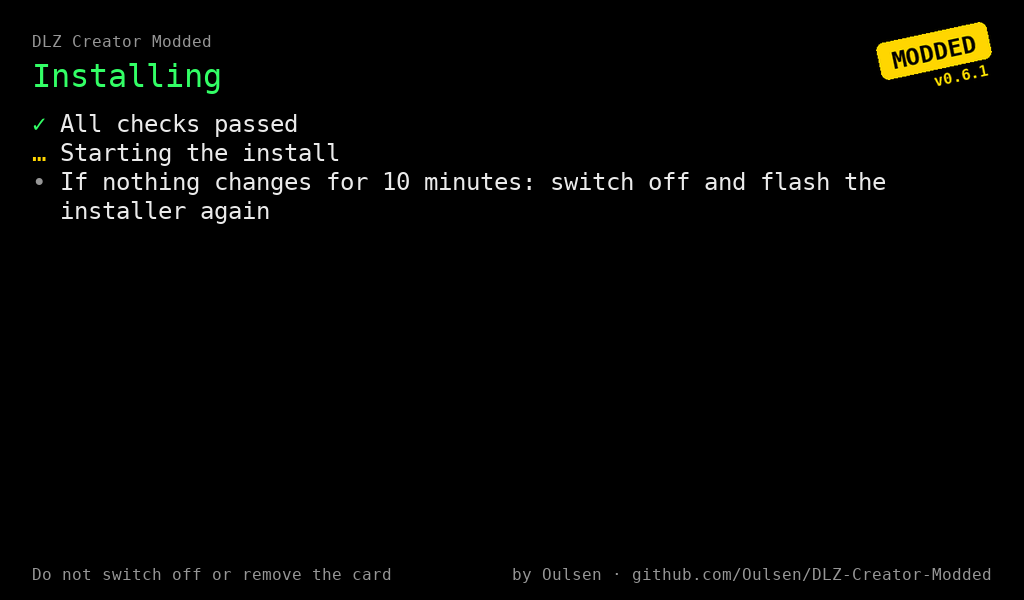 DLZ Creator Modded
MODDED
v0.6.1
Installing
✓ All checks passed
… Starting the install
• If nothing changes for 10 minutes: switch off and flash the
installer again
Do not switch off or remove the card
by Oulsen · github.com/Oulsen/DLZ-Creator-Modded